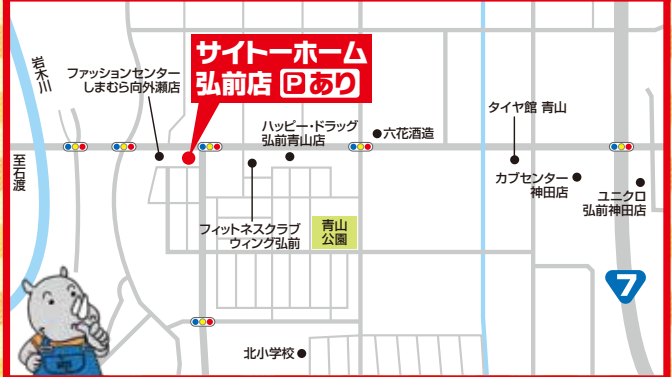 サイトーホーム
弘前店 Pあり
岩木川
ファッションセンター
しまむら向外瀬店
ハッピー・ドラッグ
弘前青山店
六花酒造
タイヤ館 青山
至石渡
カブセンター
神田店
ユニクロ
弘前神田店
フィットネスクラブ
ウィング弘前
青山
公園
7
北小学校